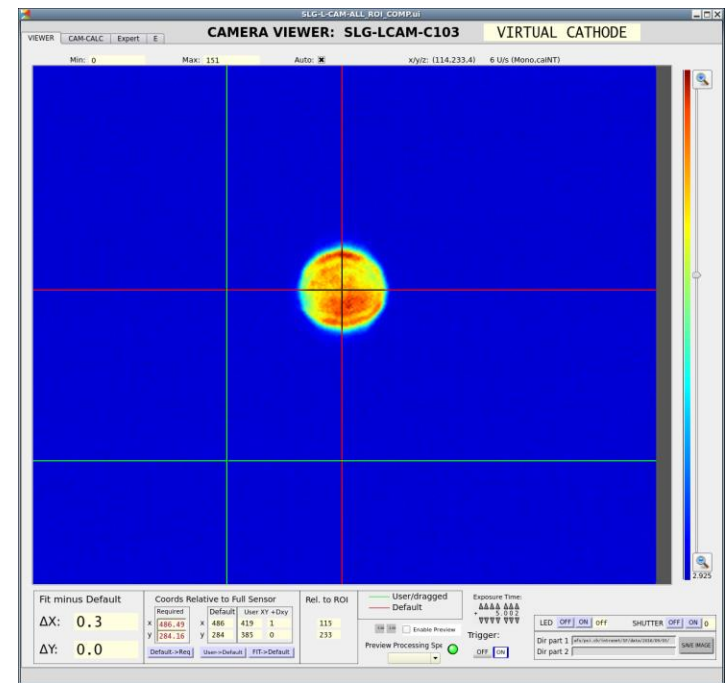 SLG-L-CAM-ALL_ROI_COMP.ui
VIEWER CAM-CALC Expert E
CAMERA VIEWER: SLG-LCAM-C103 VIRTUAL CATHODE
Min: 0 Max: 151 Auto: x/y/z: (114,233,4) 6 U/s (Mono,calNT)
2.925
Fit minus Default
ΔX: 0.3
ΔY: 0.0
Coords Relative to Full Sensor
Required Default User XY +Dxy
x 486.49 x 486 419 1
y 284.16 y 284 385 0
Default->Req User->Default FIT->Default
Rel. to ROI
115
233
User/dragged
Default
Enable Preview
Preview Processing Spe
Exposure Time:
+ 5.002
Trigger:
OFF ON
LED OFF ON off SHUTTER OFF ON 0
Dir part 1
Dir part 2
SAVE IMAGE